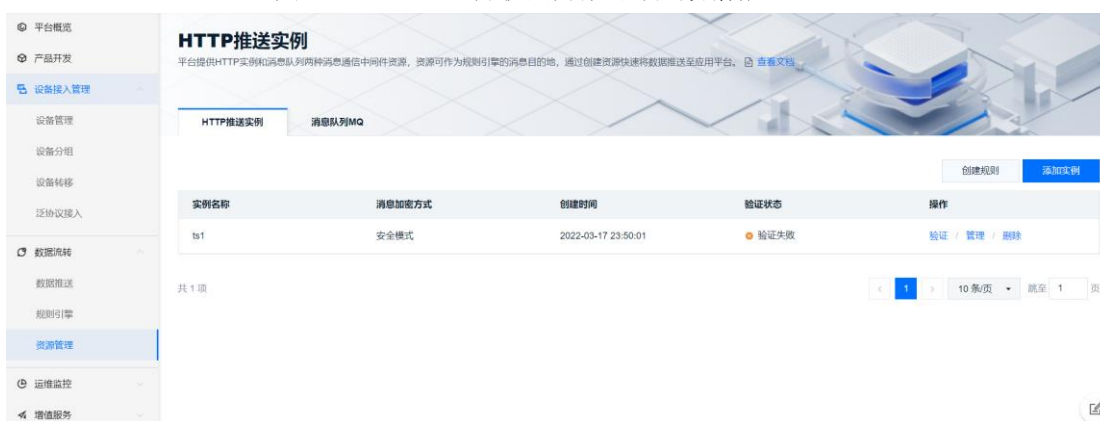 平台概览
产品开发
设备接入管理
设备管理
设备分组
设备转移
泛协议接入
数据流转
数据推送
规则引擎
资源管理
运维监控
增值服务
HTTP推送实例
平台提供HTTP实例和消息队列两种消息通信中间件资源，资源可作为规则引擎的消息目的地，通过创建资源快速将数据推送至应用平台。 查看文档
HTTP推送实例 消息队列MQ
创建规则 添加实例
实例名称 消息加密方式 创建时间 验证状态 操作
ts1 安全模式 2022-03-17 23:50:01 验证失败 验证 / 管理 / 删除
共 1 项 < 1 > 10 条/页 跳至 1 页